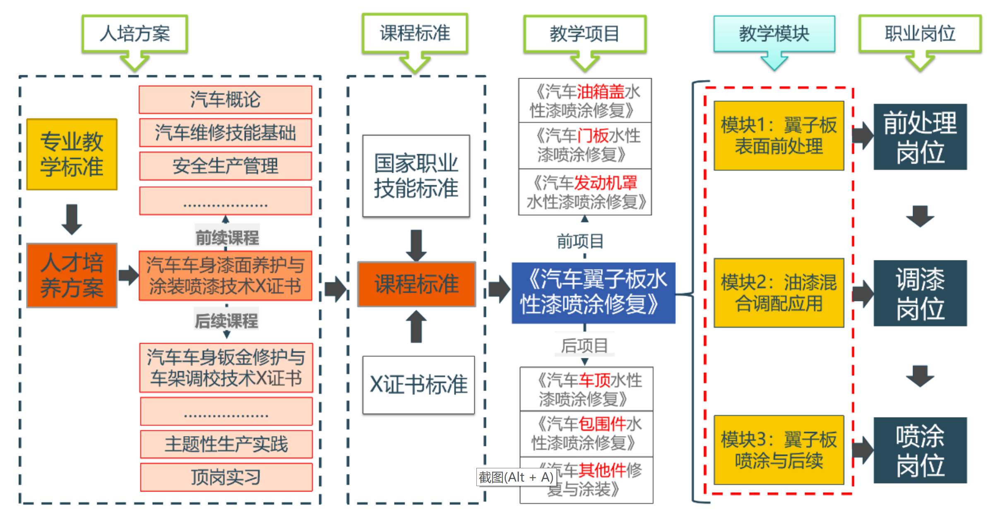 人培方案
课程标准
教学项目
教学模块
职业岗位
专业教
学标准
人才培
养方案
汽车概论
汽车维修技能基础
安全生产管理
..................
前续课程
汽车车身漆面养护与
涂装喷漆技术X证书
后续课程
汽车车身钣金修护与
车架调校技术X证书
..................
主题性生产实践
顶岗实习
国家职业
技能标准
课程标准
X证书标准
《汽车油箱盖水
性漆喷涂修复》
《汽车门板水性
漆喷涂修复》
《汽车发动机罩
水性漆喷涂修复》
前项目
《汽车翼子板水
性漆喷涂修复》
后项目
《汽车车顶水性
漆喷涂修复》
《汽车包围件水
性漆喷涂修复》
汽车其他件修
复与涂装》
截图(Alt + A)
模块1：翼子板
表面前处理
模块2：油漆混
合调配应用
模块3：翼子板
喷涂与后续
前处理
岗位
调漆
岗位
喷涂
岗位